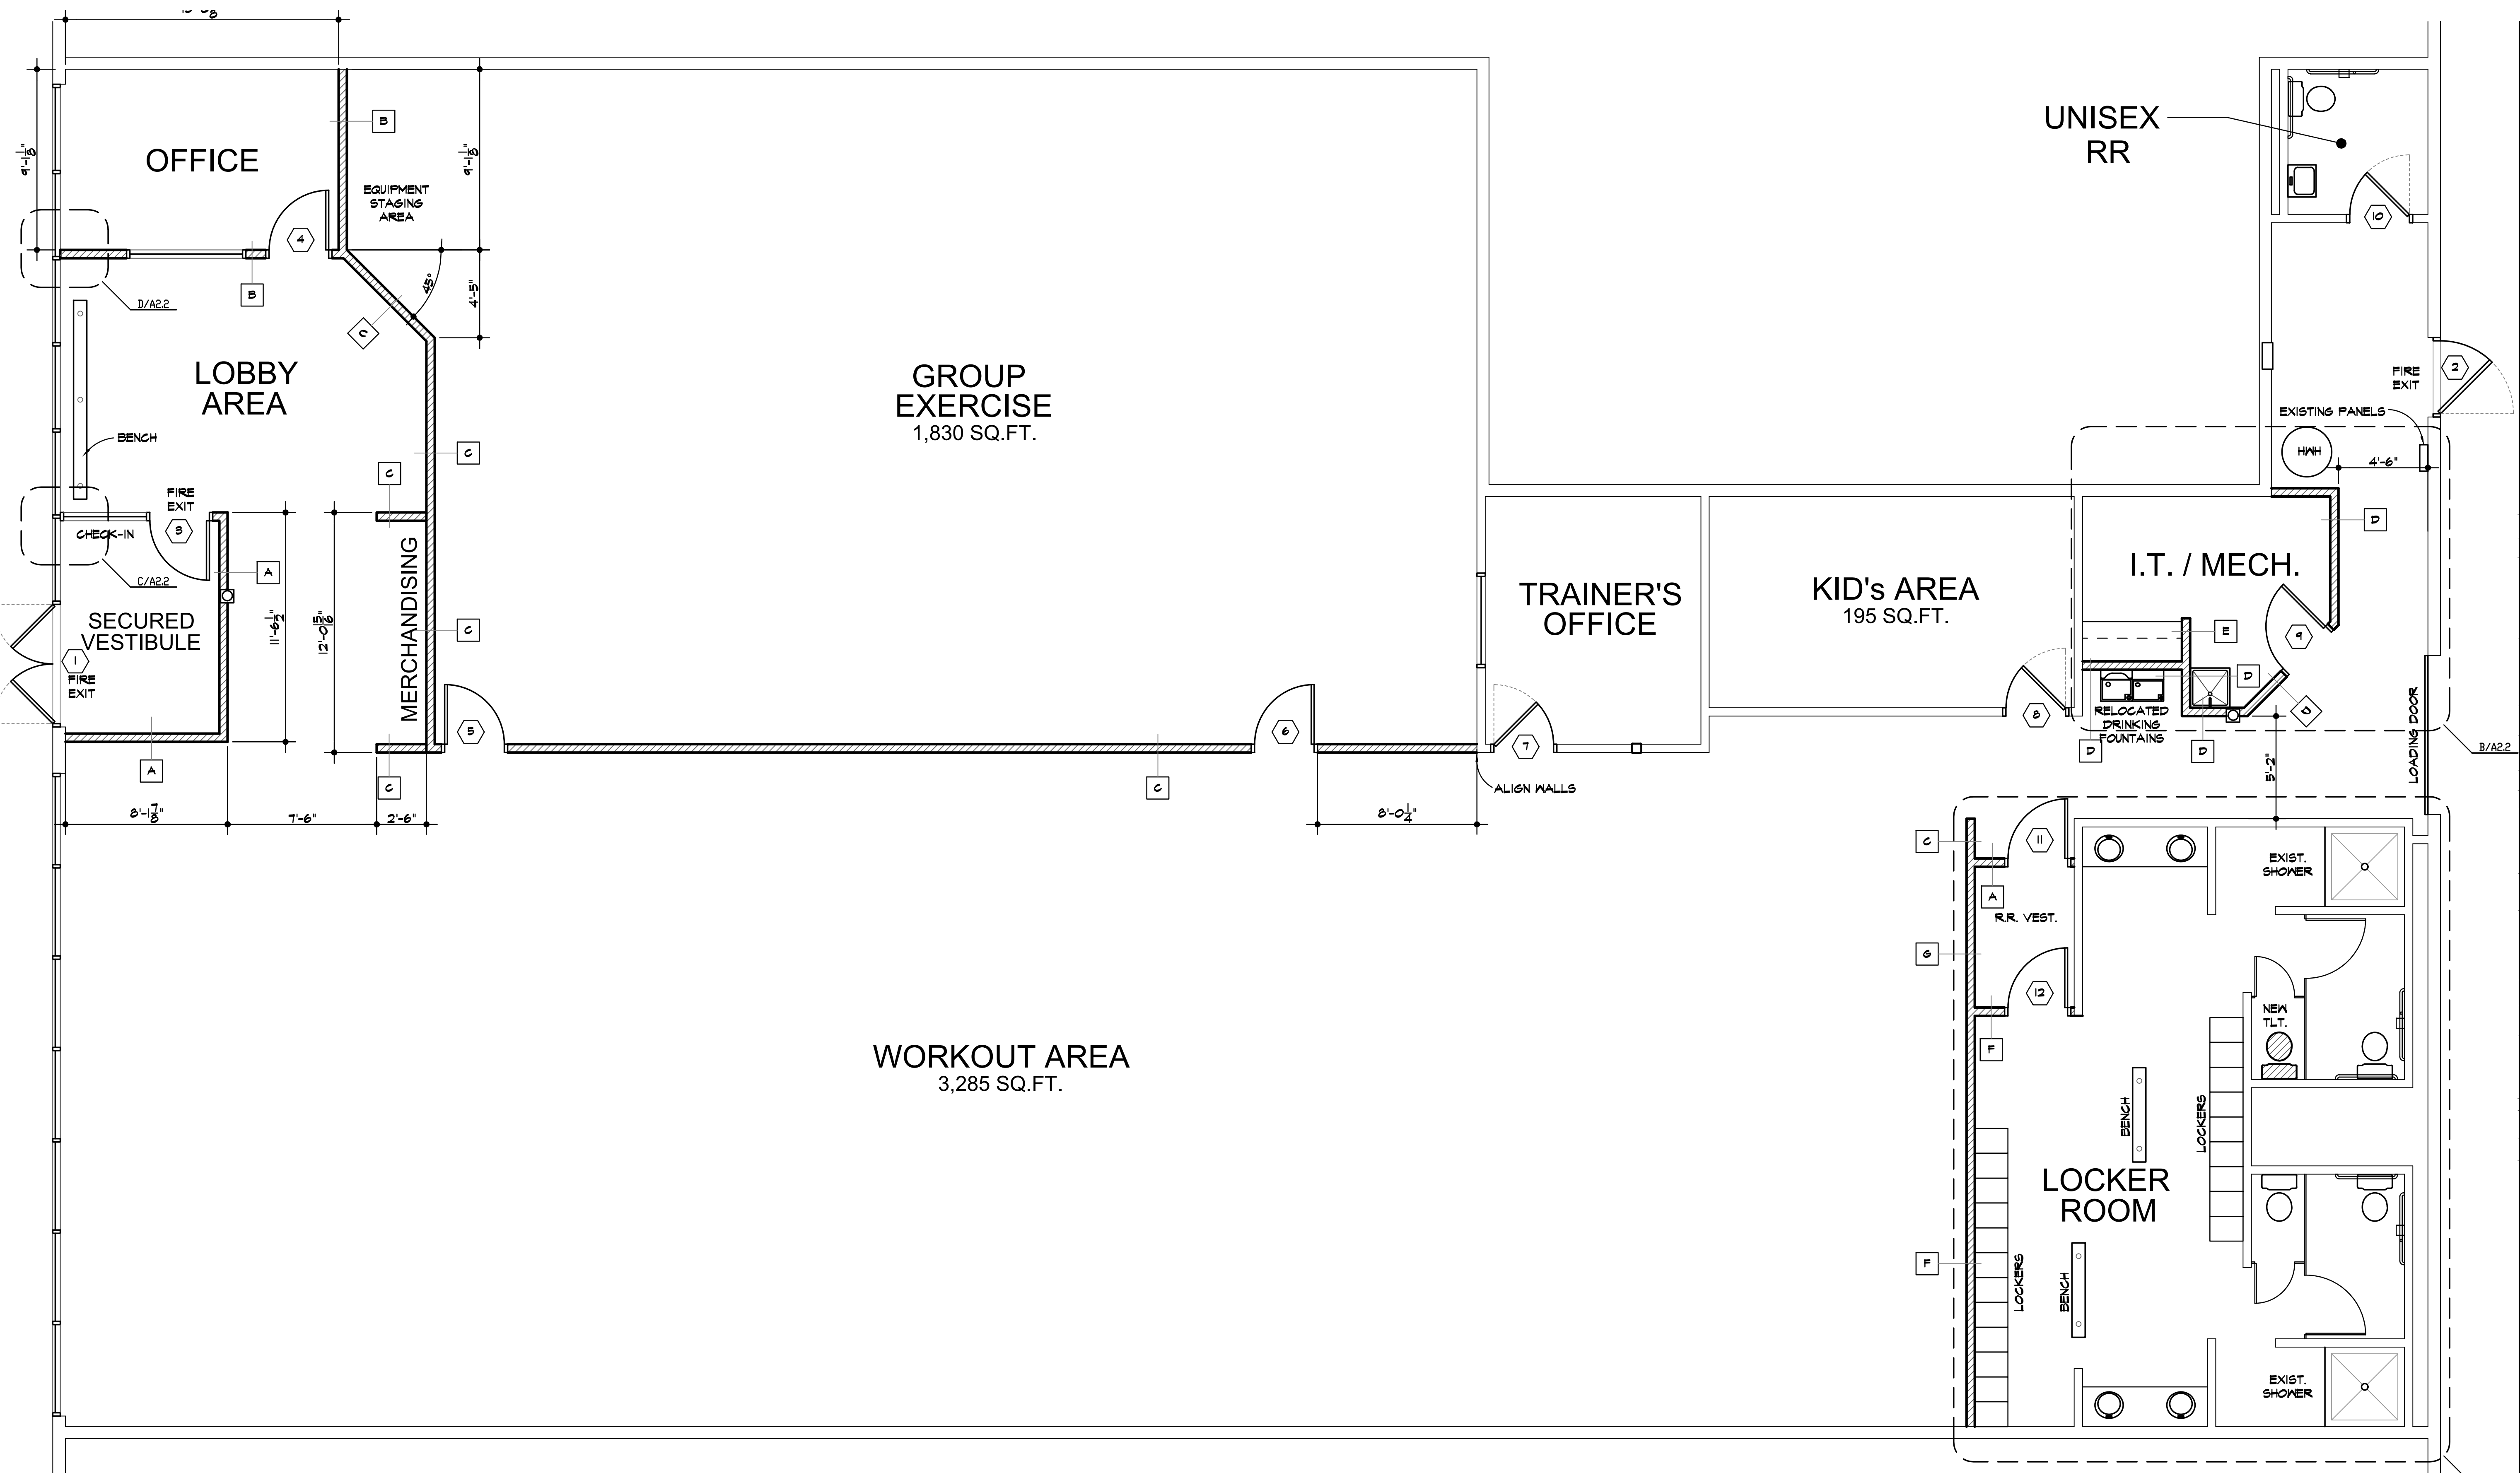 OFFICE
9'-1 1/8"
B
EQUIPMENT
STAGING
AREA
9'-1 1/8"
4
B
45°
4'-5"
C
D/A2.2
LOBBY
AREA
BENCH
C
C
FIRE
EXIT
3
CHECK-IN
C/A2.2
A
SECURED
VESTIBULE
1
FIRE
EXIT
A
11'-6 1/2"
12'-0 15/16"
MERCHANDISING
C
5
C
8'-1 7/8"
7'-6"
2'-6"
GROUP
EXERCISE
1,830 SQ.FT.
C
6
8'-0 1/4"
7
ALIGN WALLS
TRAINER'S
OFFICE
KID's AREA
195 SQ.FT.
8
UNISEX
RR
10
FIRE
EXIT
2
EXISTING PANELS
HWH
4'-6"
D
I.T. / MECH.
E
9
D
RELOCATED
DRINKING
FOUNTAINS
D
D
D
5'-2"
LOADING DOOR
B/A2.2
WORKOUT AREA
3,285 SQ.FT.
C
11
A
R.R. VEST.
G
12
F
EXIST.
SHOWER
NEW
TLT.
BENCH
LOCKERS
LOCKER
ROOM
F
LOCKERS
BENCH
EXIST.
SHOWER